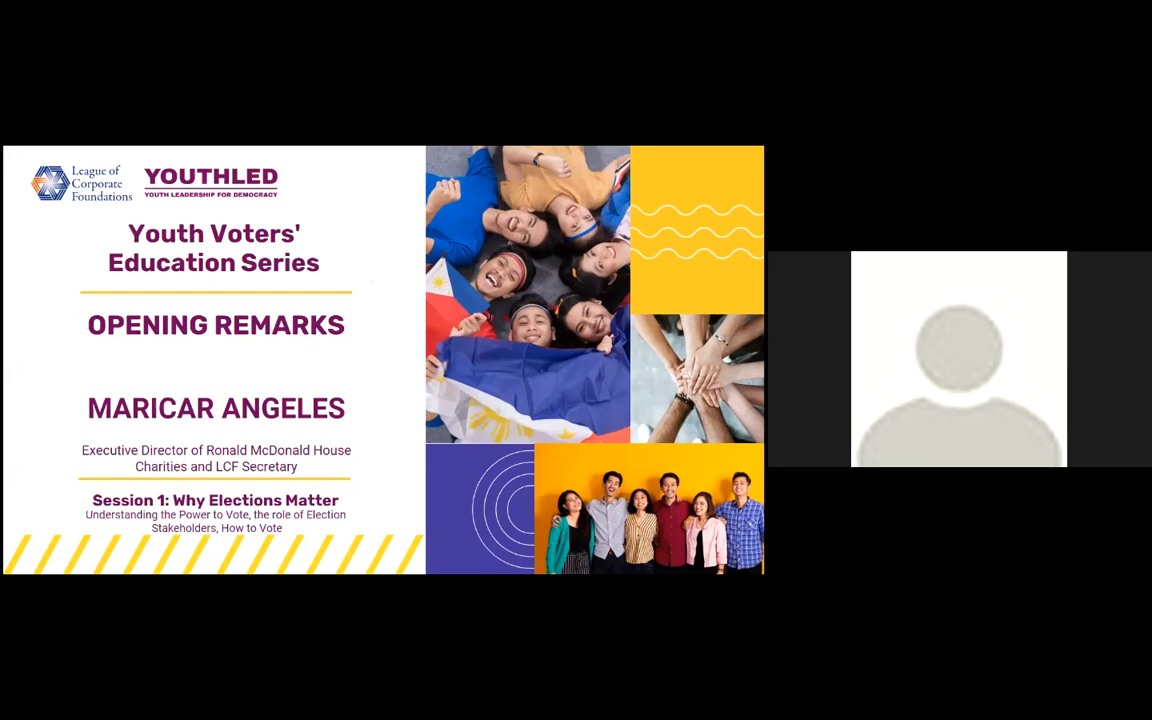 League of
Corporate
Foundations
YOUTHLED
YOUTH LEADERSHIP FOR DEMOCRACY
Youth Voters'
Education Series
OPENING REMARKS
MARICAR ANGELES
Executive Director of Ronald McDonald House
Charities and LCF Secretary
Session 1: Why Elections Matter
Understanding the Power to Vote, the role of Election
Stakeholders, How to Vote